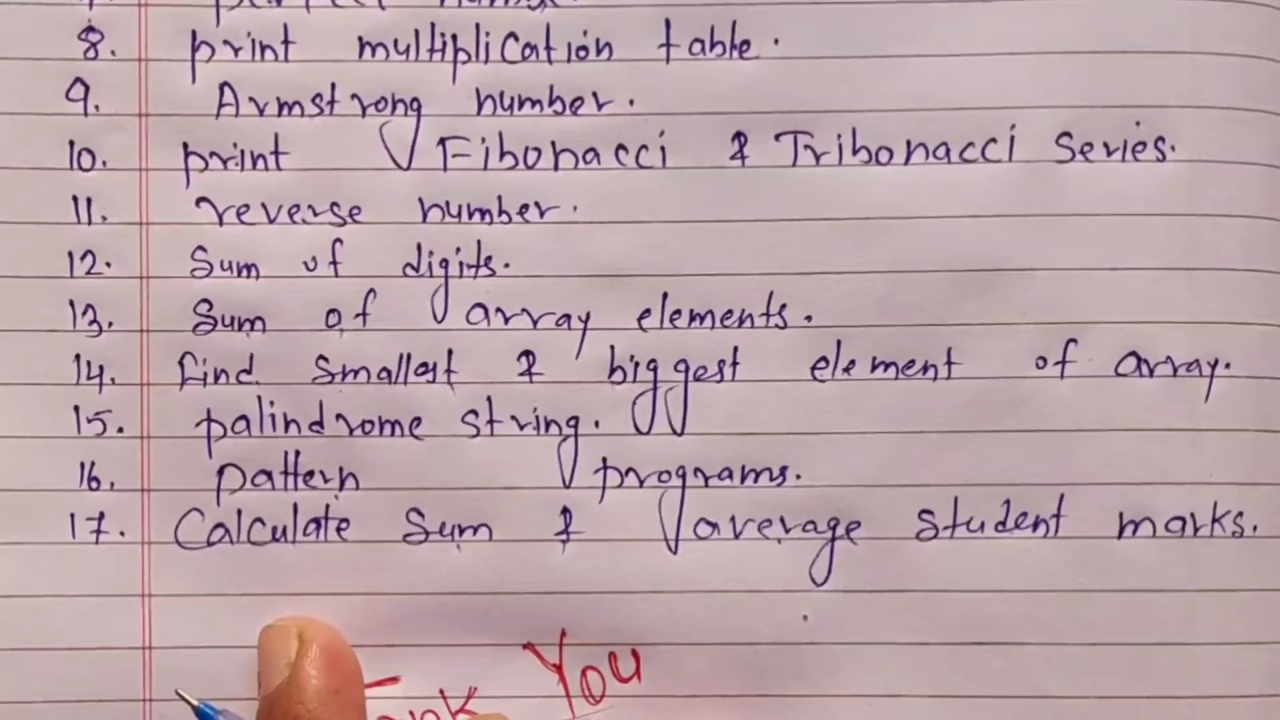 perfect number
8. print multiplication table.
9. Armstrong number.
10. print Fibonacci & Tribonacci Series.
11. reverse number.
12. Sum of digits.
13. Sum of array elements.
14. find smallest & biggest element of array.
15. palindrome string.
16. pattern programs.
17. Calculate Sum & average student marks.
You